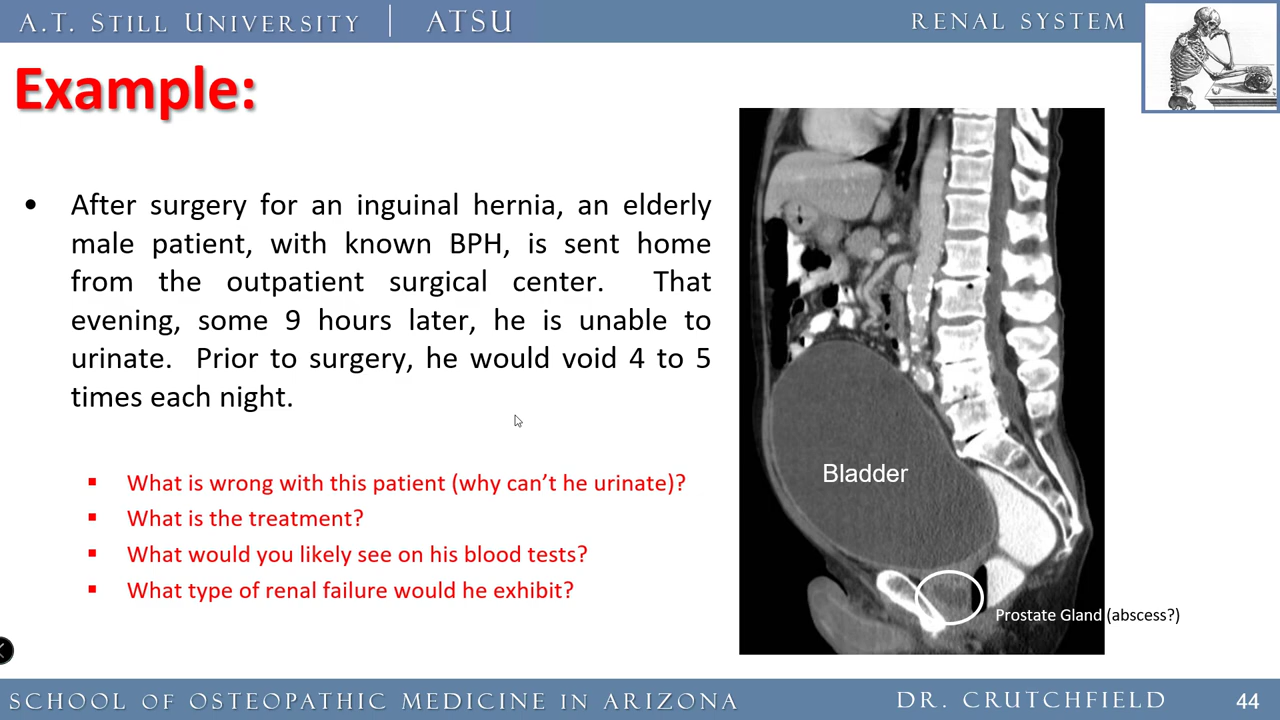 A.T. STILL UNIVERSITY | ATSU
RENAL SYSTEM
Example:
• After surgery for an inguinal hernia, an elderly
male patient, with known BPH, is sent home
from the outpatient surgical center. That
evening, some 9 hours later, he is unable to
urinate. Prior to surgery, he would void 4 to 5
times each night.
▪ What is wrong with this patient (why can't he urinate)?
▪ What is the treatment?
▪ What would you likely see on his blood tests?
▪ What type of renal failure would he exhibit?
Bladder
Prostate Gland (abscess?)
SCHOOL OF OSTEOPATHIC MEDICINE IN ARIZONA
DR. CRUTCHFIELD
44